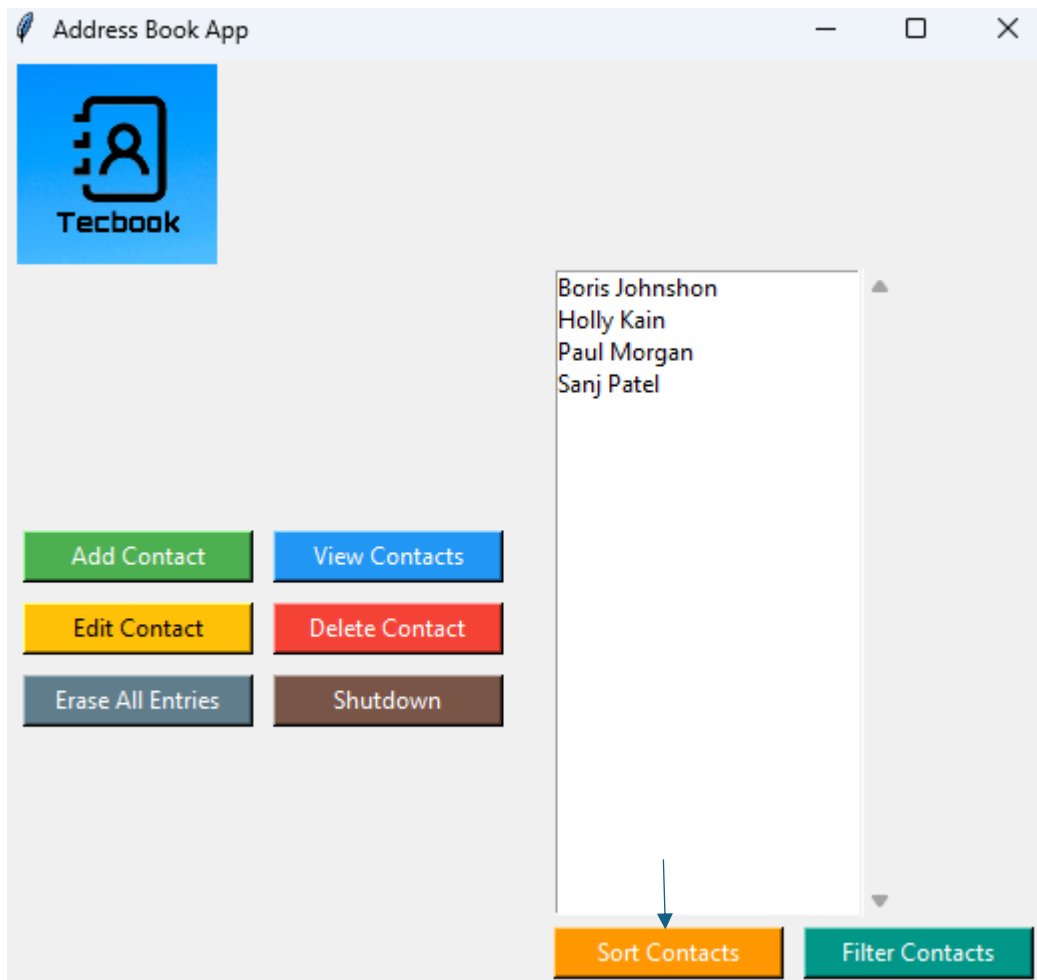 Address Book App
Tecbook
Boris Johnshon
Holly Kain
Paul Morgan
Sanj Patel
Add Contact
View Contacts
Edit Contact
Delete Contact
Erase All Entries
Shutdown
Sort Contacts
Filter Contacts